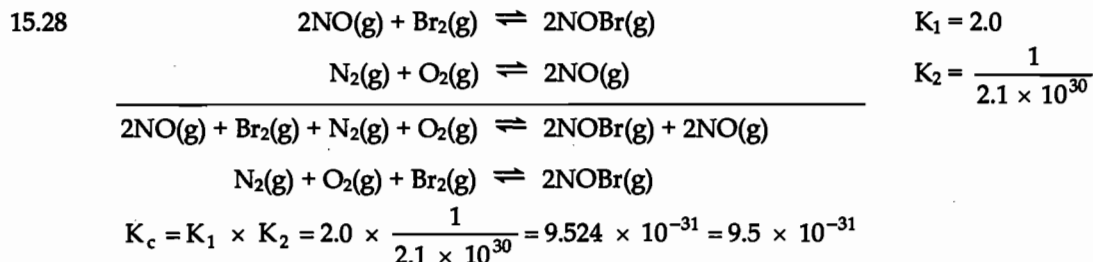 15.28 2NO(g) + Br₂(g) ⇌ 2NOBr(g) K₁ = 2.0
N₂(g) + O₂(g) ⇌ 2NO(g) K₂ = 1 / 2.1 × 10³⁰
2NO(g) + Br₂(g) + N₂(g) + O₂(g) ⇌ 2NOBr(g) + 2NO(g)
N₂(g) + O₂(g) + Br₂(g) ⇌ 2NOBr(g)
K_c = K₁ × K₂ = 2.0 × 1 / 2.1 × 10³⁰ = 9.524 × 10⁻³¹ = 9.5 × 10⁻³¹